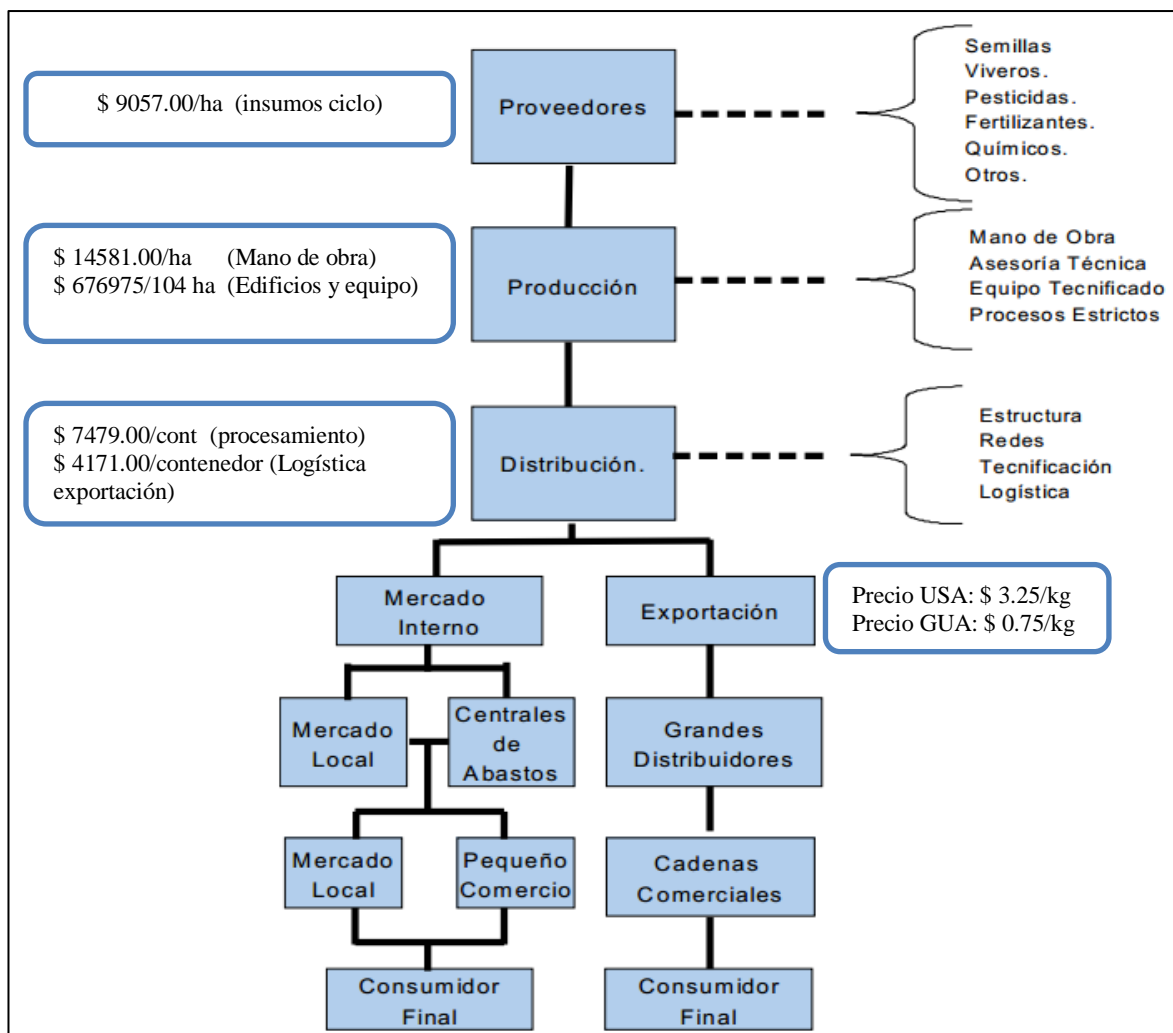 $ 9057.00/ha (insumos ciclo)
Proveedores
Semillas
Viveros.
Pesticidas.
Fertilizantes.
Químicos.
Otros.
$ 14581.00/ha (Mano de obra)
$ 676975/104 ha (Edificios y equipo)
Producción
Mano de Obra
Asesoría Técnica
Equipo Tecnificado
Procesos Estrictos
$ 7479.00/cont (procesamiento)
$ 4171.00/contenedor (Logística
exportación)
Distribución.
Estructura
Redes
Tecnificación
Logística
Mercado
Interno
Exportación
Precio USA: $ 3.25/kg
Precio GUA: $ 0.75/kg
Mercado
Local
Centrales
de
Abastos
Grandes
Distribuidores
Mercado
Local
Pequeño
Comercio
Cadenas
Comerciales
Consumidor
Final
Consumidor
Final